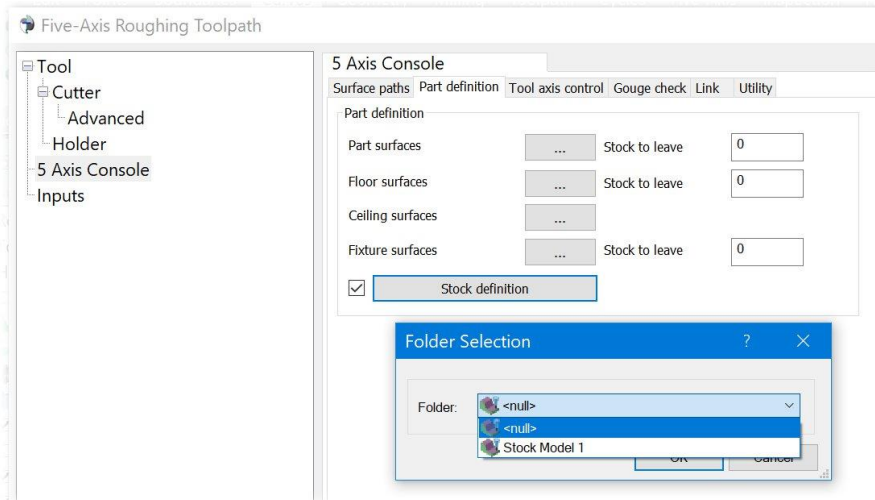 Five-Axis Roughing Toolpath
Tool
Cutter
Advanced
Holder
5 Axis Console
Inputs
5 Axis Console
Surface paths Part definition Tool axis control Gouge check Link Utility
Part definition
Part surfaces ... Stock to leave 0
Floor surfaces ... Stock to leave 0
Ceiling surfaces ...
Fixture surfaces ... Stock to leave 0
Stock definition
Folder Selection ? ×
Folder: <null>
<null>
Stock Model 1
OK Cancel